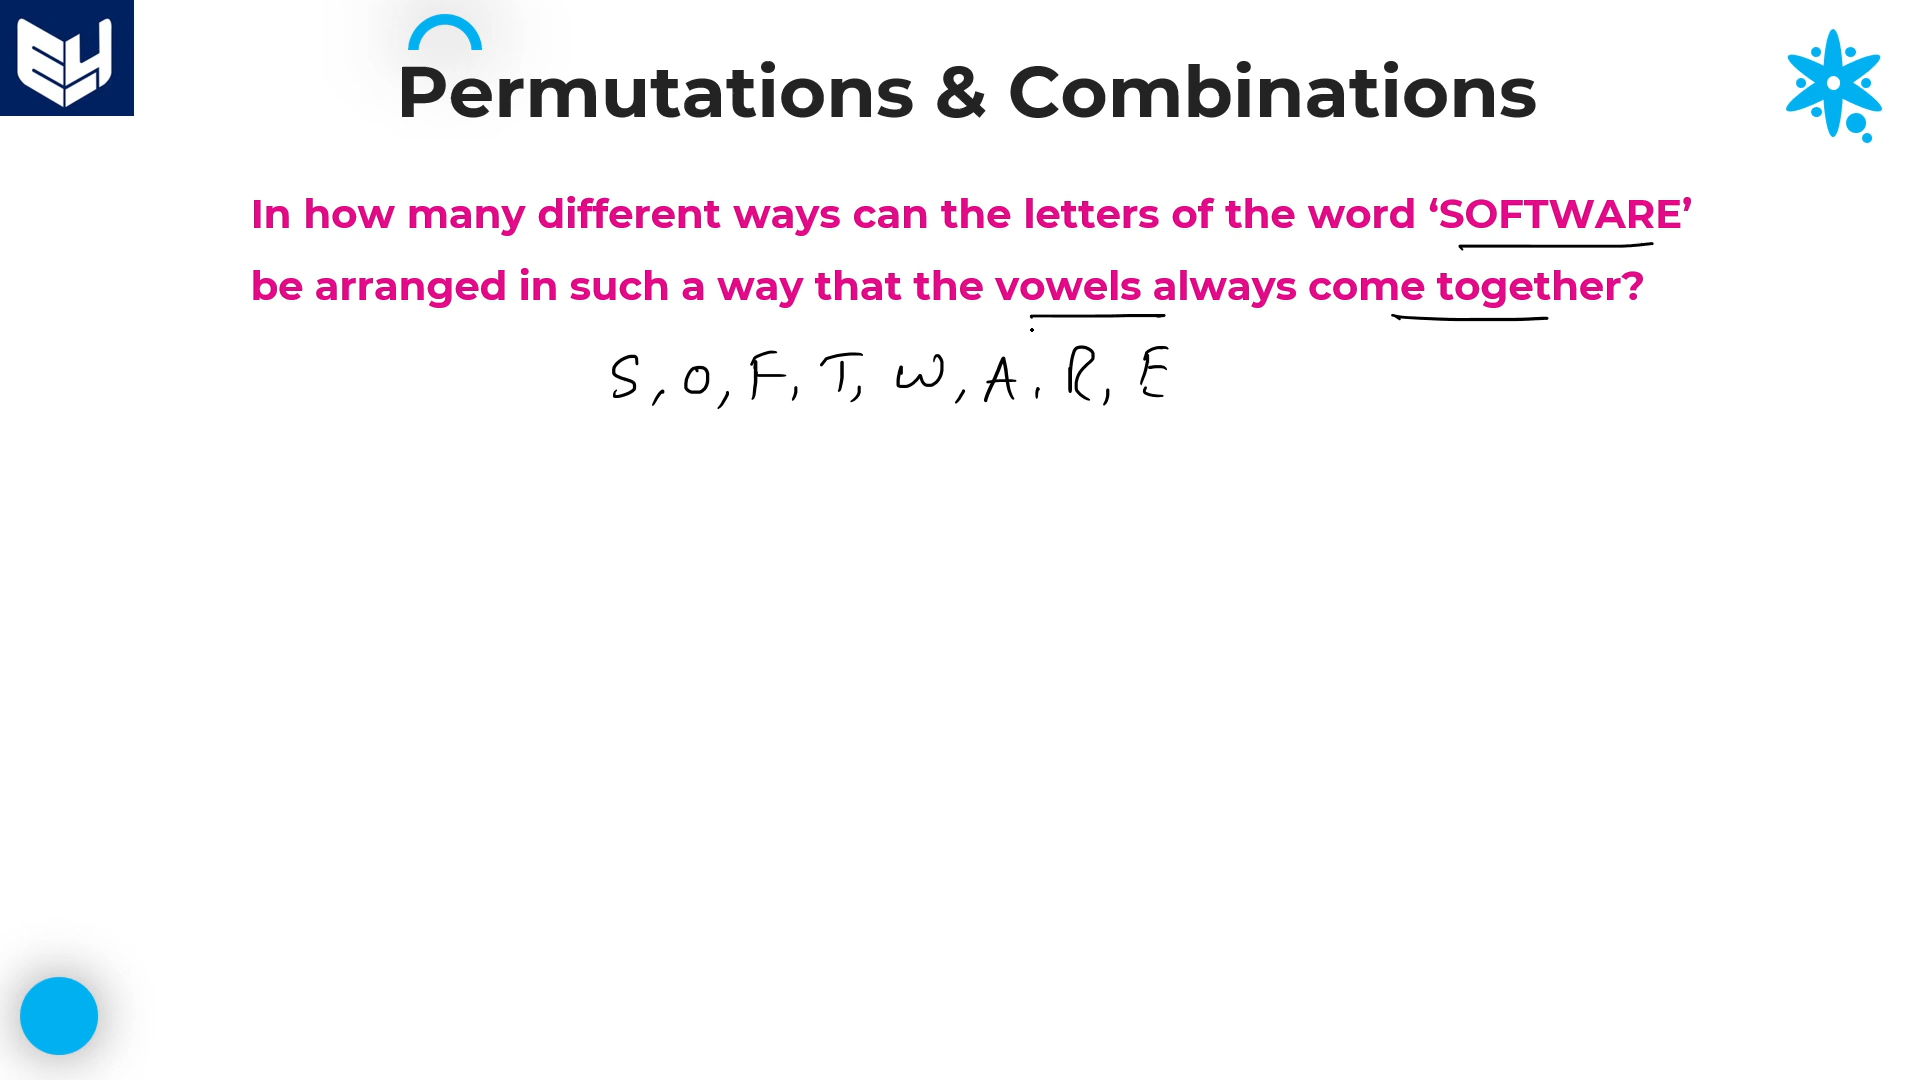 Permutations & Combinations
In how many different ways can the letters of the word ‘SOFTWARE’
be arranged in such a way that the vowels always come together?
S, O, F, T, W, A, R, E